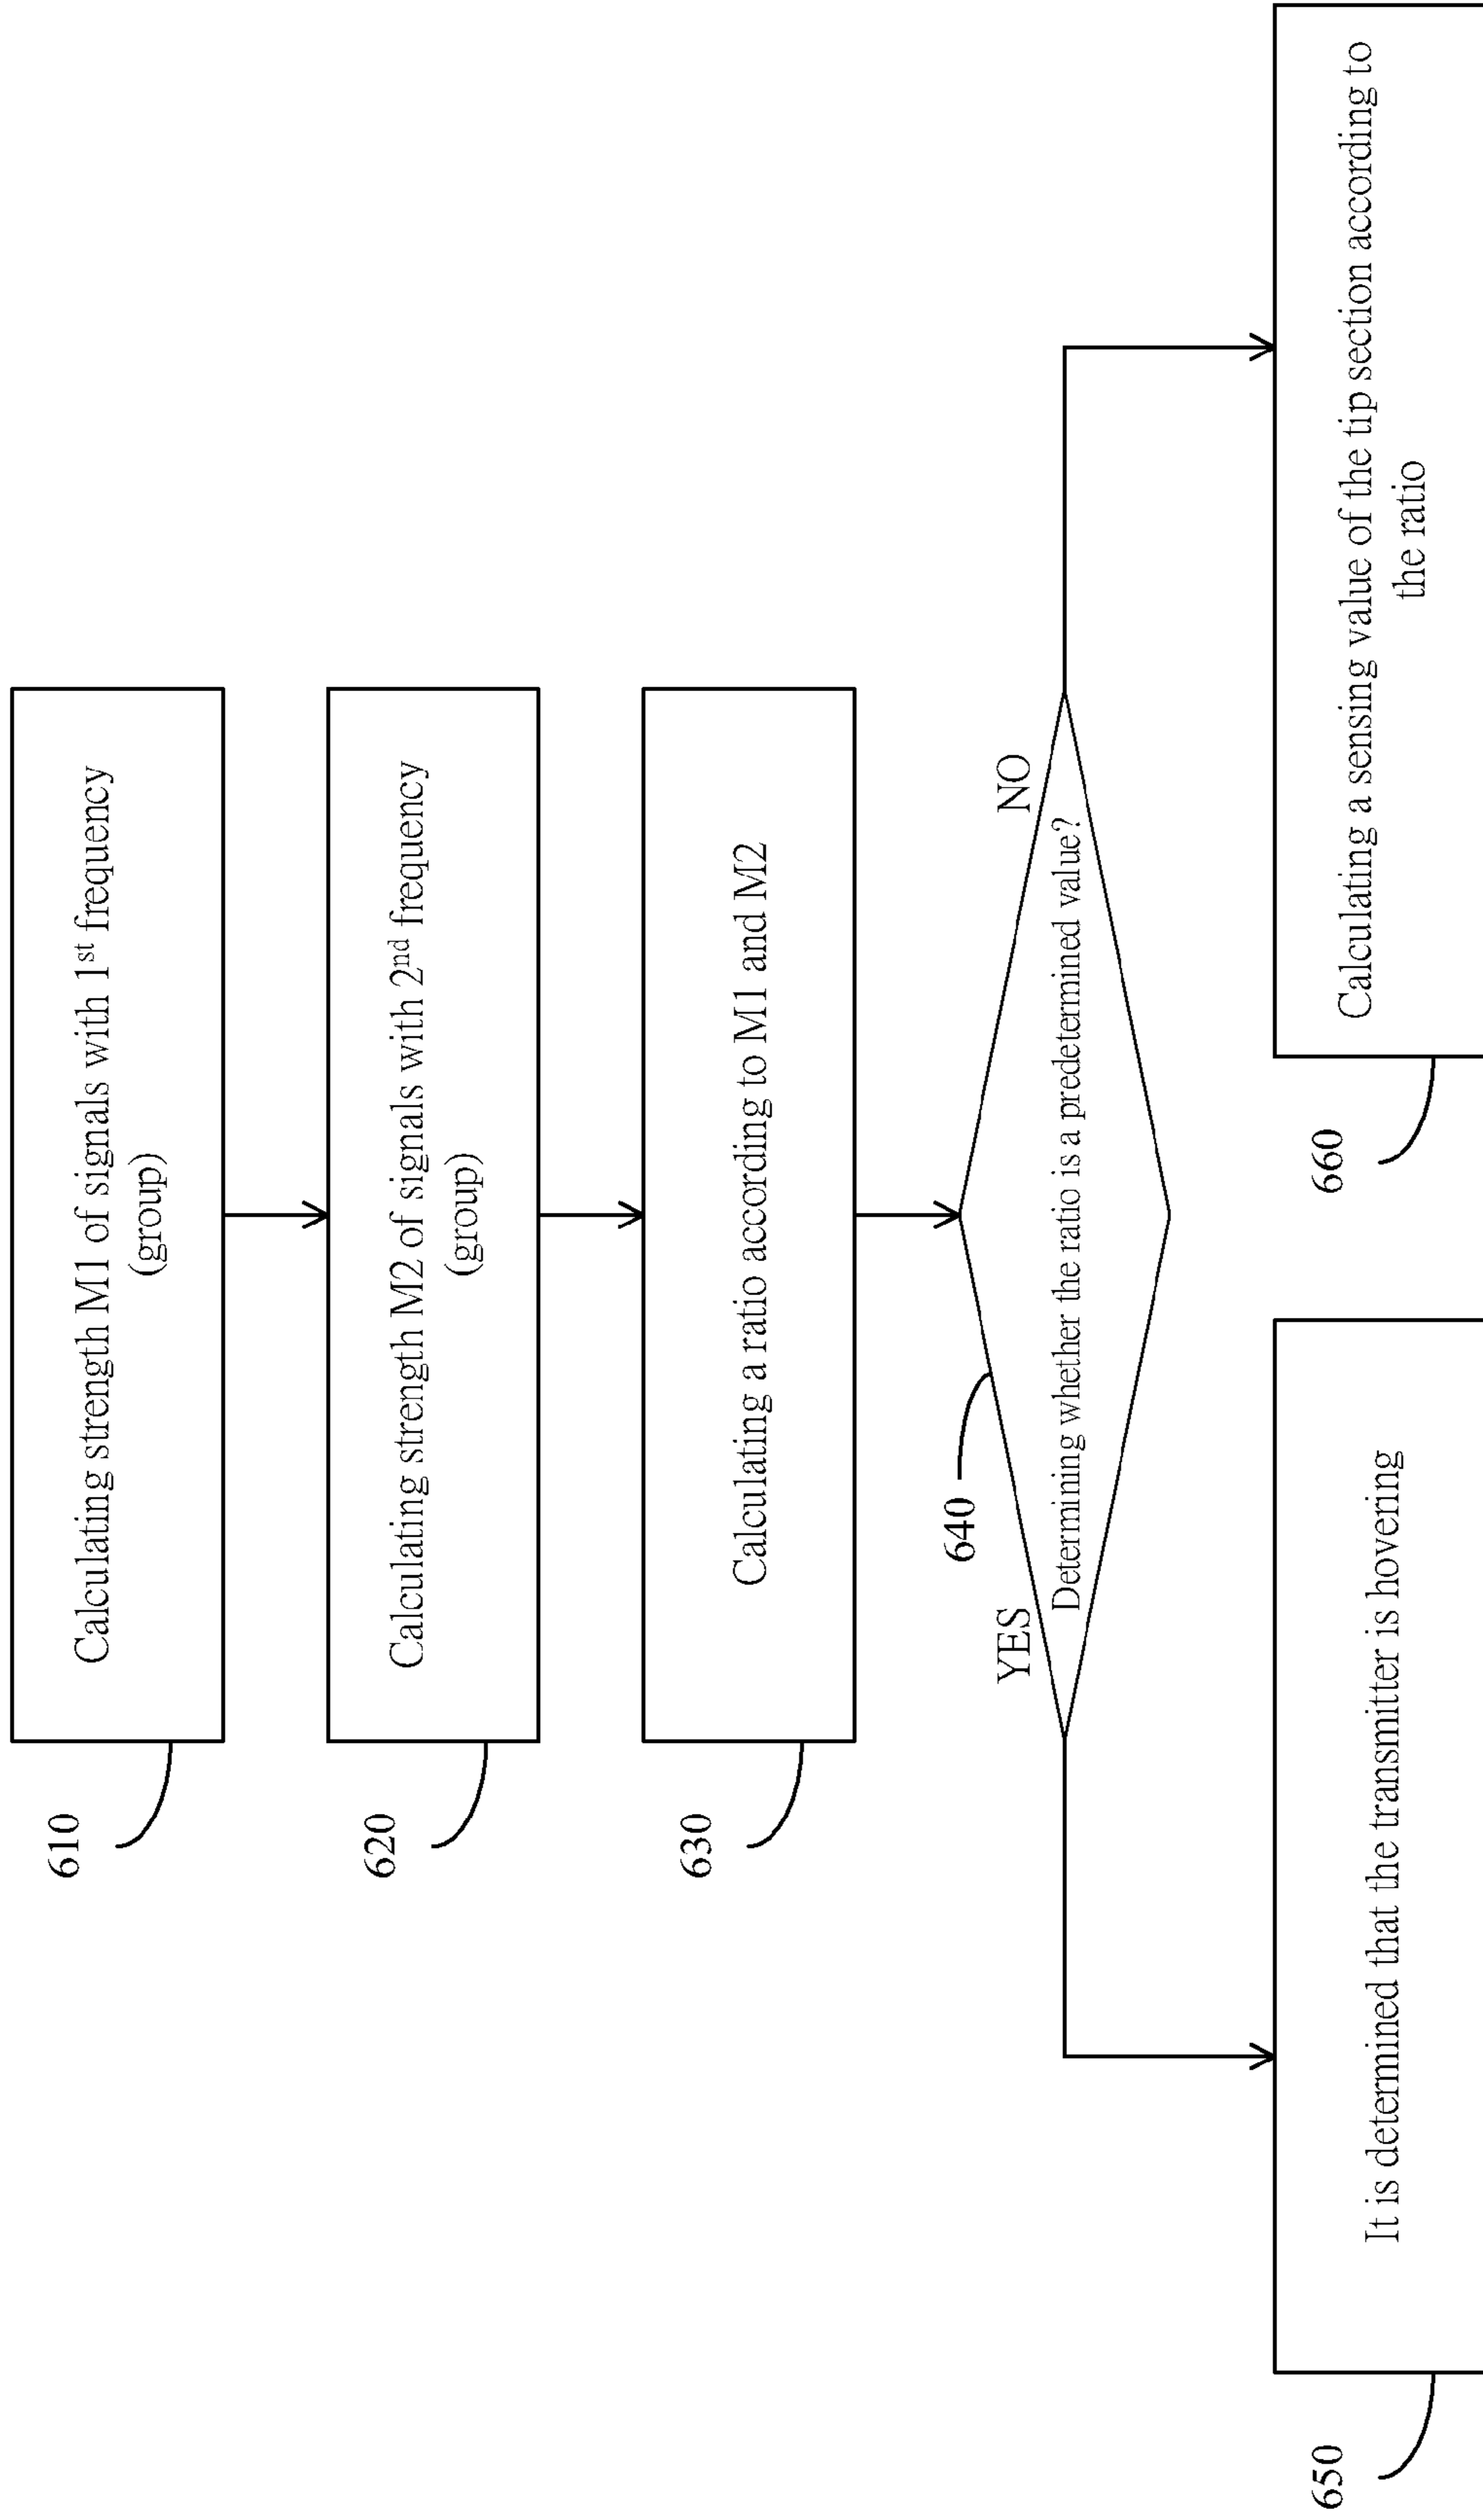 610
Calculating strength M1 of signals with 1st frequency
(group)
620
Calculating strength M2 of signals with 2nd frequency
(group)
630
Calculating a ratio according to M1 and M2
640
YES
NO
Determining whether the ratio is a predetermined value?
650
It is determined that the transmitter is hovering
660
Calculating a sensing value of the tip section according to
the ratio